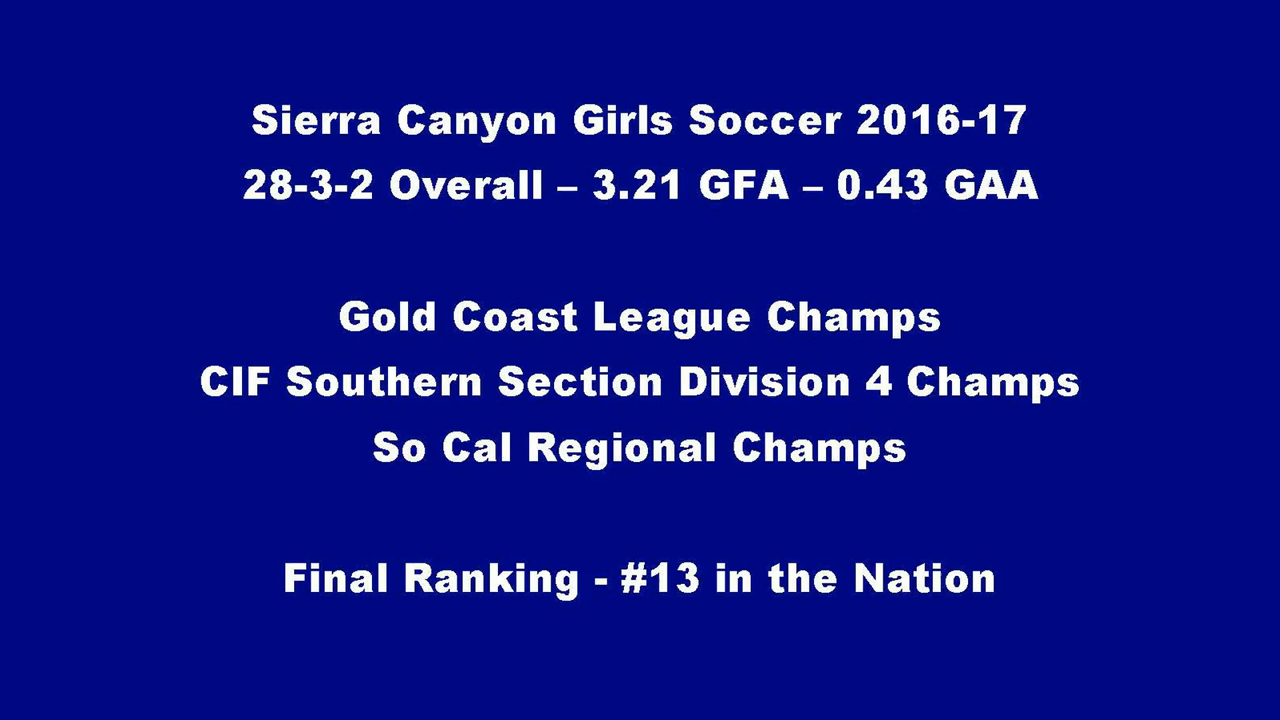 Sierra Canyon Girls Soccer 2016-17
28-3-2 Overall – 3.21 GFA – 0.43 GAA
Gold Coast League Champs
CIF Southern Section Division 4 Champs
So Cal Regional Champs
Final Ranking - #13 in the Nation